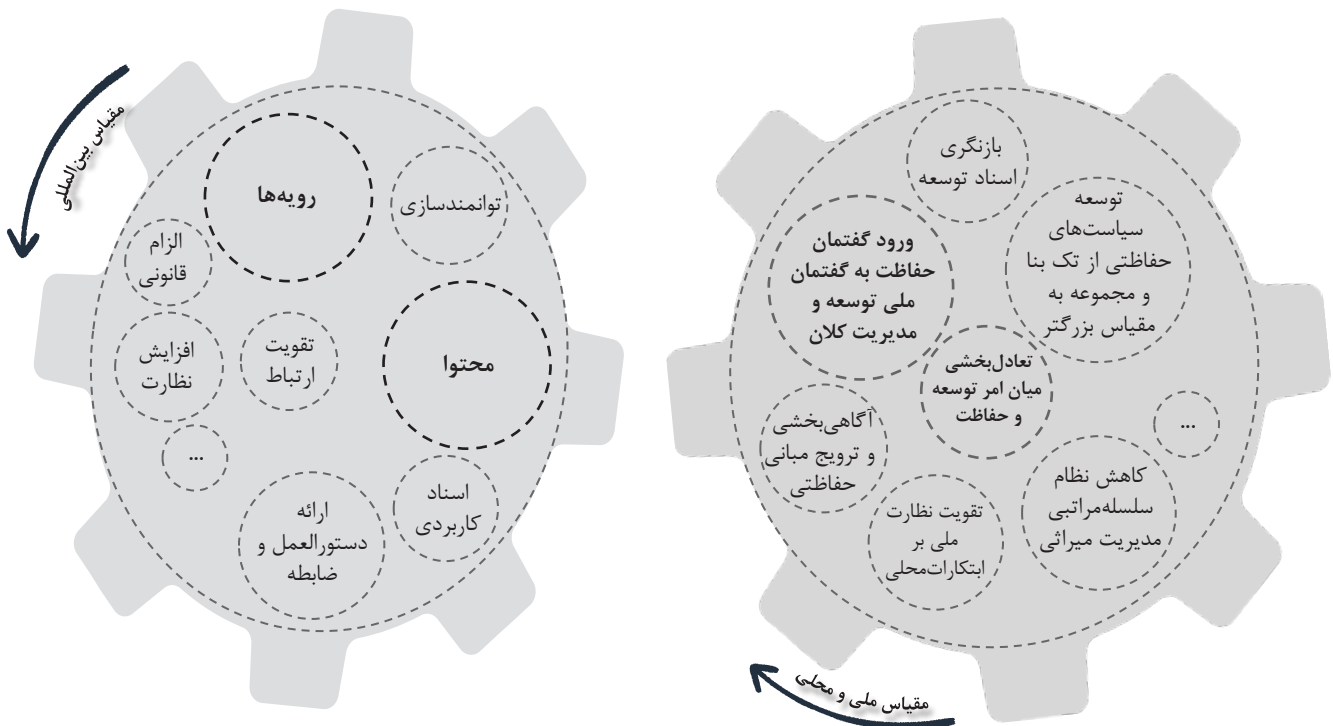 بازنگری
اسناد توسعه
توسعه
سیاست‌های
حفاظتی از تک بنا
و مجموعه به
مقیاس بزرگتر
ورود گفتمان
حفاظت به گفتمان
ملی توسعه و
مدیریت کلان
تعادل‌بخشی
میان امر توسعه
و حفاظت
...
آگاهی‌بخشی
و ترویج مبانی
حفاظتی
کاهش نظام
سلسله‌مراتبی
مدیریت میراثی
تقویت نظارت
ملی بر
ابتکارات‌محلی
مقیاس ملی و محلی
مقیاس بین‌المللی
رویه‌ها
توانمندسازی
الزام
قانونی
محتوا
تقویت
ارتباط
افزایش
نظارت
...
اسناد
کاربردی
ارائه
دستورالعمل و
ضابطه